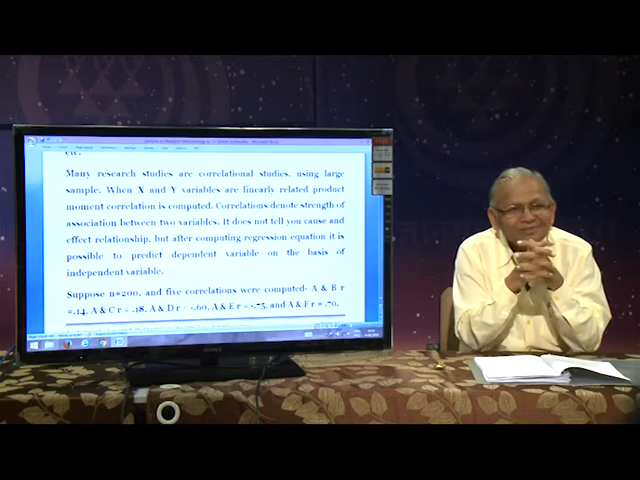 etc.
Many research studies are correlational studies, using large
sample. When X and Y variables are linearly related product
moment correlation is computed. Correlations denote strength of
association between two variables. It does not tell you cause and
effect relationship, but after computing regression equation it is
possible to predict dependent variable on the basis of
independent variable.
Suppose n=200, and five correlations were computed- A & B r
=.14, A & C r = .18, A & D r = -.60, A & E r = -.75, and A & F r = .70.